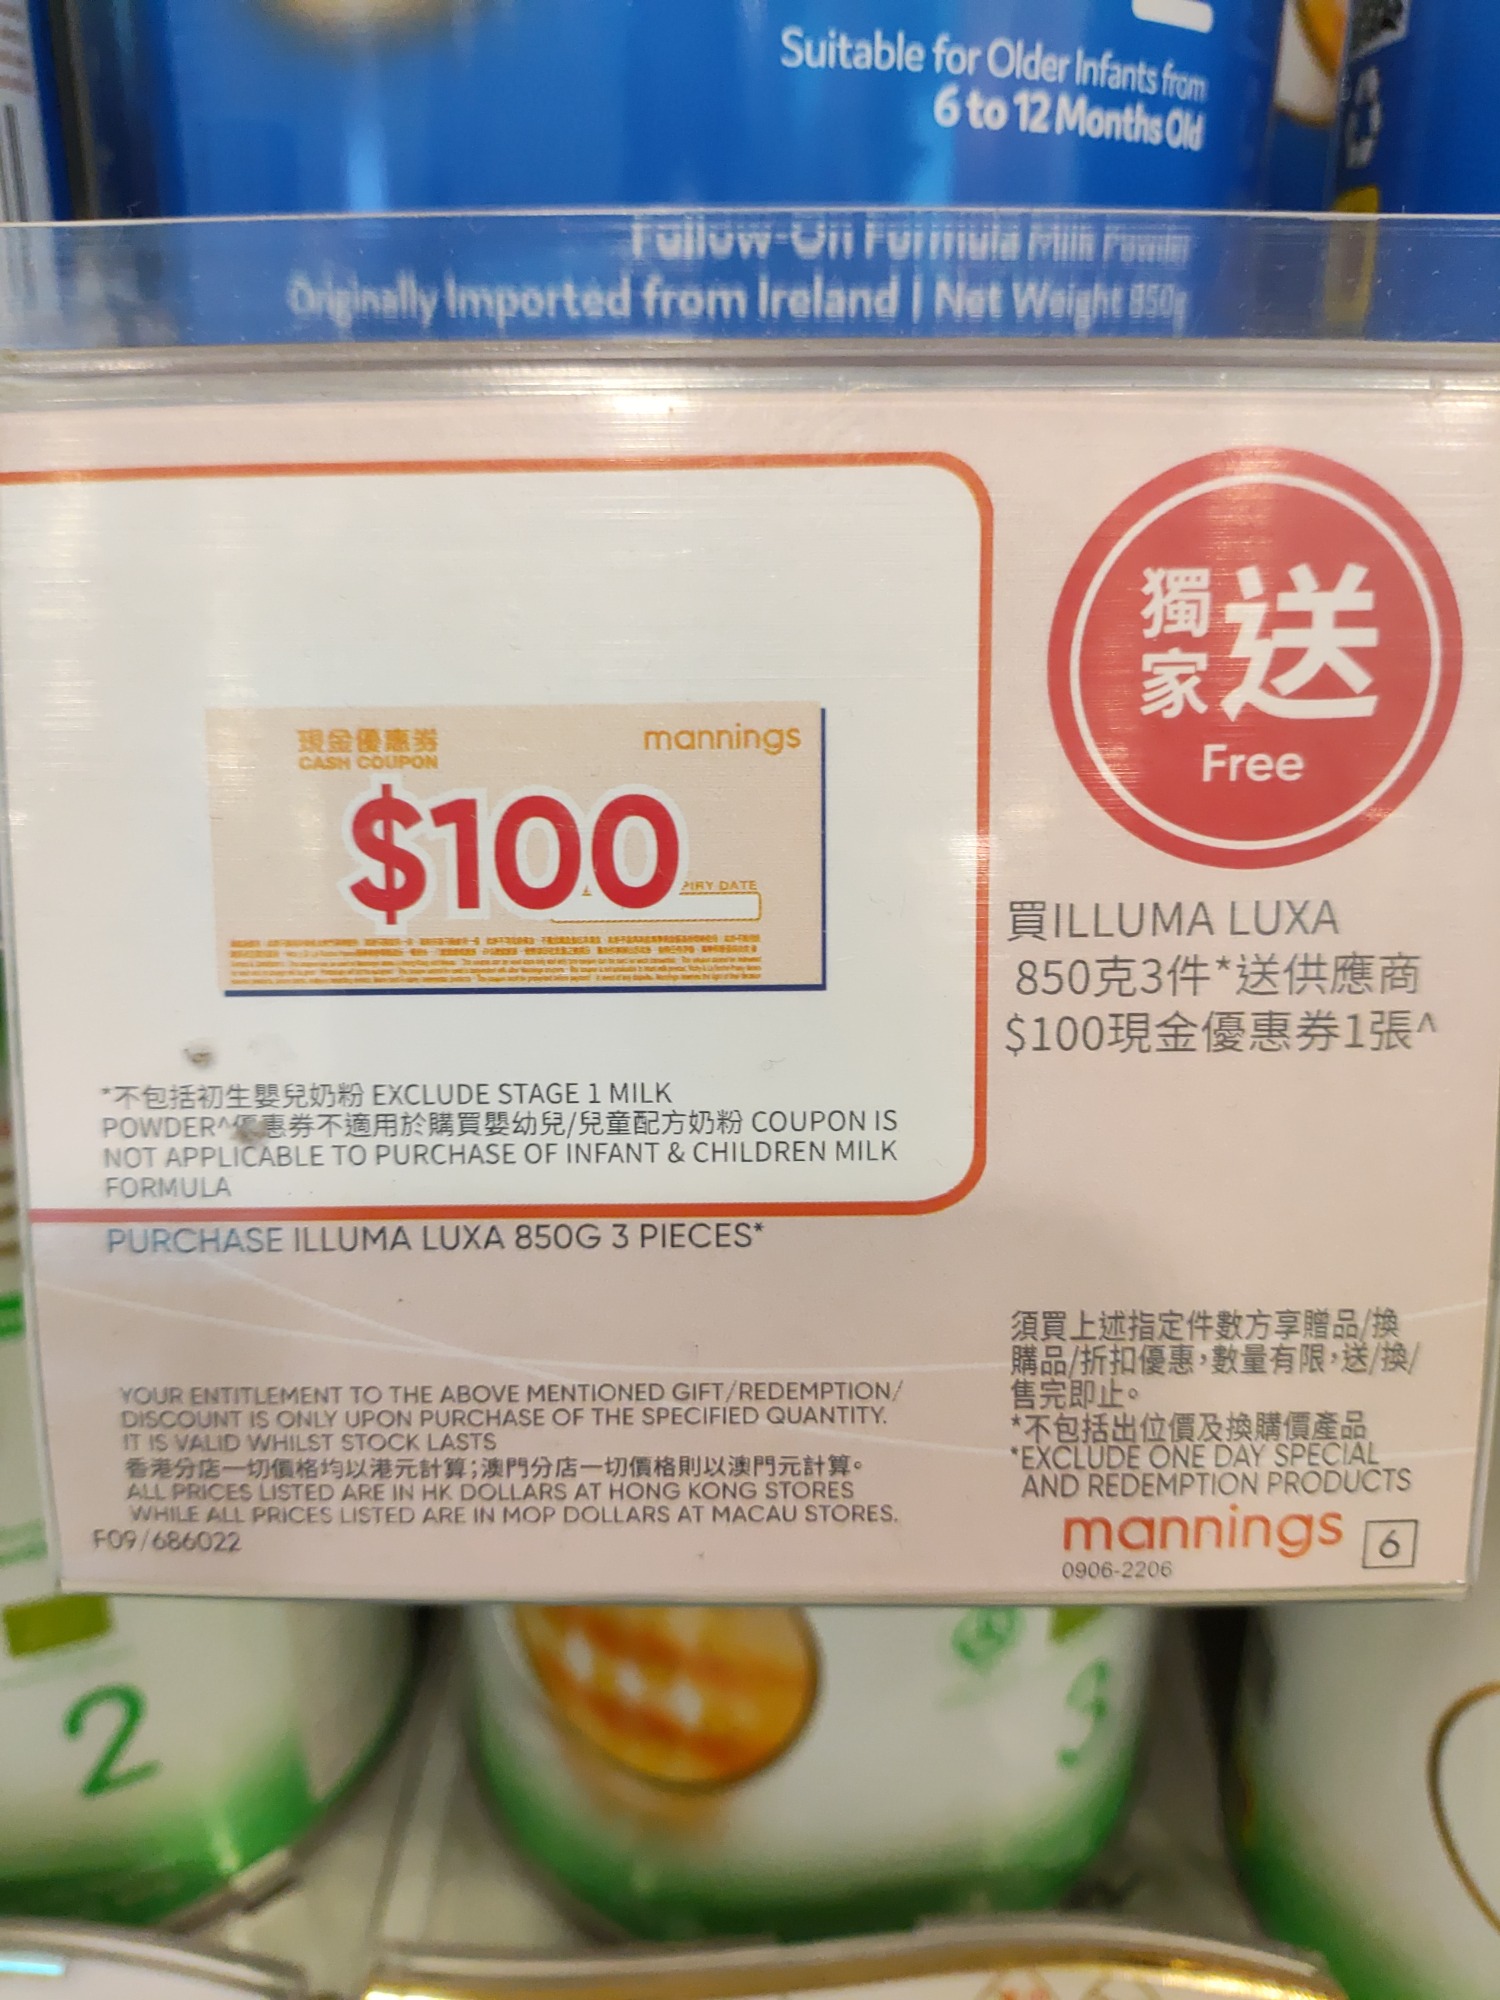 Suitable for Older Infants from
6 to 12 Months Old
Follow-On Formula Milk Powder
Originally Imported from Ireland | Net Weight 850g
獨家送
Free
現金優惠券
CASH COUPON
mannings
$100
PIRY DATE
買ILLUMA LUXA
850克3件*送供應商
$100現金優惠券1張^
*不包括初生嬰兒奶粉 EXCLUDE STAGE 1 MILK
POWDER^優惠券不適用於購買嬰幼兒/兒童配方奶粉 COUPON IS
NOT APPLICABLE TO PURCHASE OF INFANT & CHILDREN MILK
FORMULA
PURCHASE ILLUMA LUXA 850G 3 PIECES*
須買上述指定件數方享贈品/換
購品/折扣優惠,數量有限,送/換/
售完即止。
*不包括出位價及換購價產品
*EXCLUDE ONE DAY SPECIAL
AND REDEMPTION PRODUCTS
YOUR ENTITLEMENT TO THE ABOVE MENTIONED GIFT/REDEMPTION/
DISCOUNT IS ONLY UPON PURCHASE OF THE SPECIFIED QUANTITY.
IT IS VALID WHILST STOCK LASTS
香港分店一切價格均以港元計算;澳門分店一切價格則以澳門元計算。
ALL PRICES LISTED ARE IN HK DOLLARS AT HONG KONG STORES
WHILE ALL PRICES LISTED ARE IN MOP DOLLARS AT MACAU STORES.
F09/686022
mannings 6
0906-2206
2
3